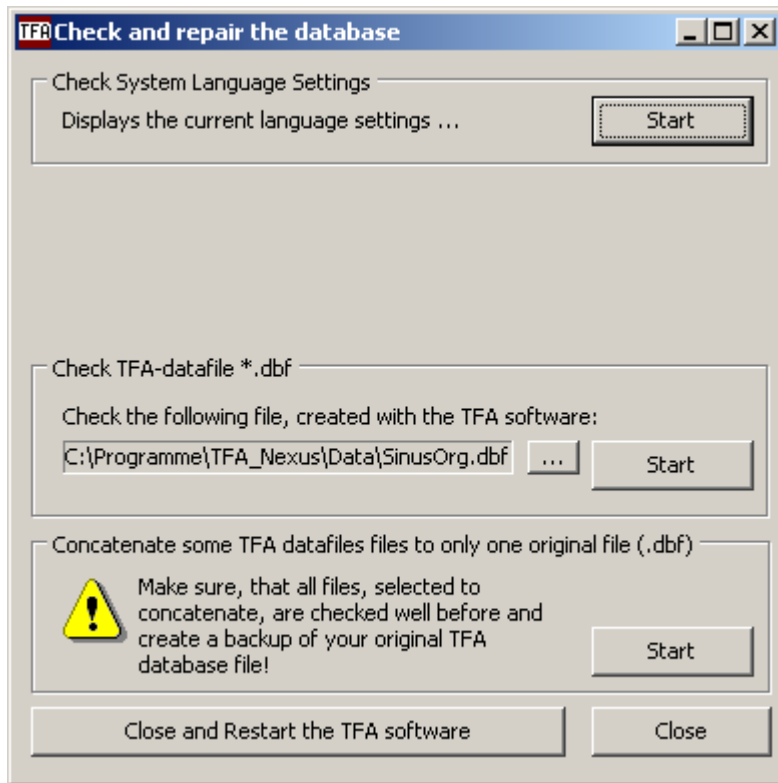 TFA Check and repair the database
Check System Language Settings
Displays the current language settings ...
Start
Check TFA-datafile *.dbf
Check the following file, created with the TFA software:
C:\Programme\TFA_Nexus\Data\SinusOrg.dbf
...
Start
Concatenate some TFA datafiles files to only one original file (.dbf)
Make sure, that all files, selected to
concatenate, are checked well before and
create a backup of your original TFA
database file!
Start
Close and Restart the TFA software
Close